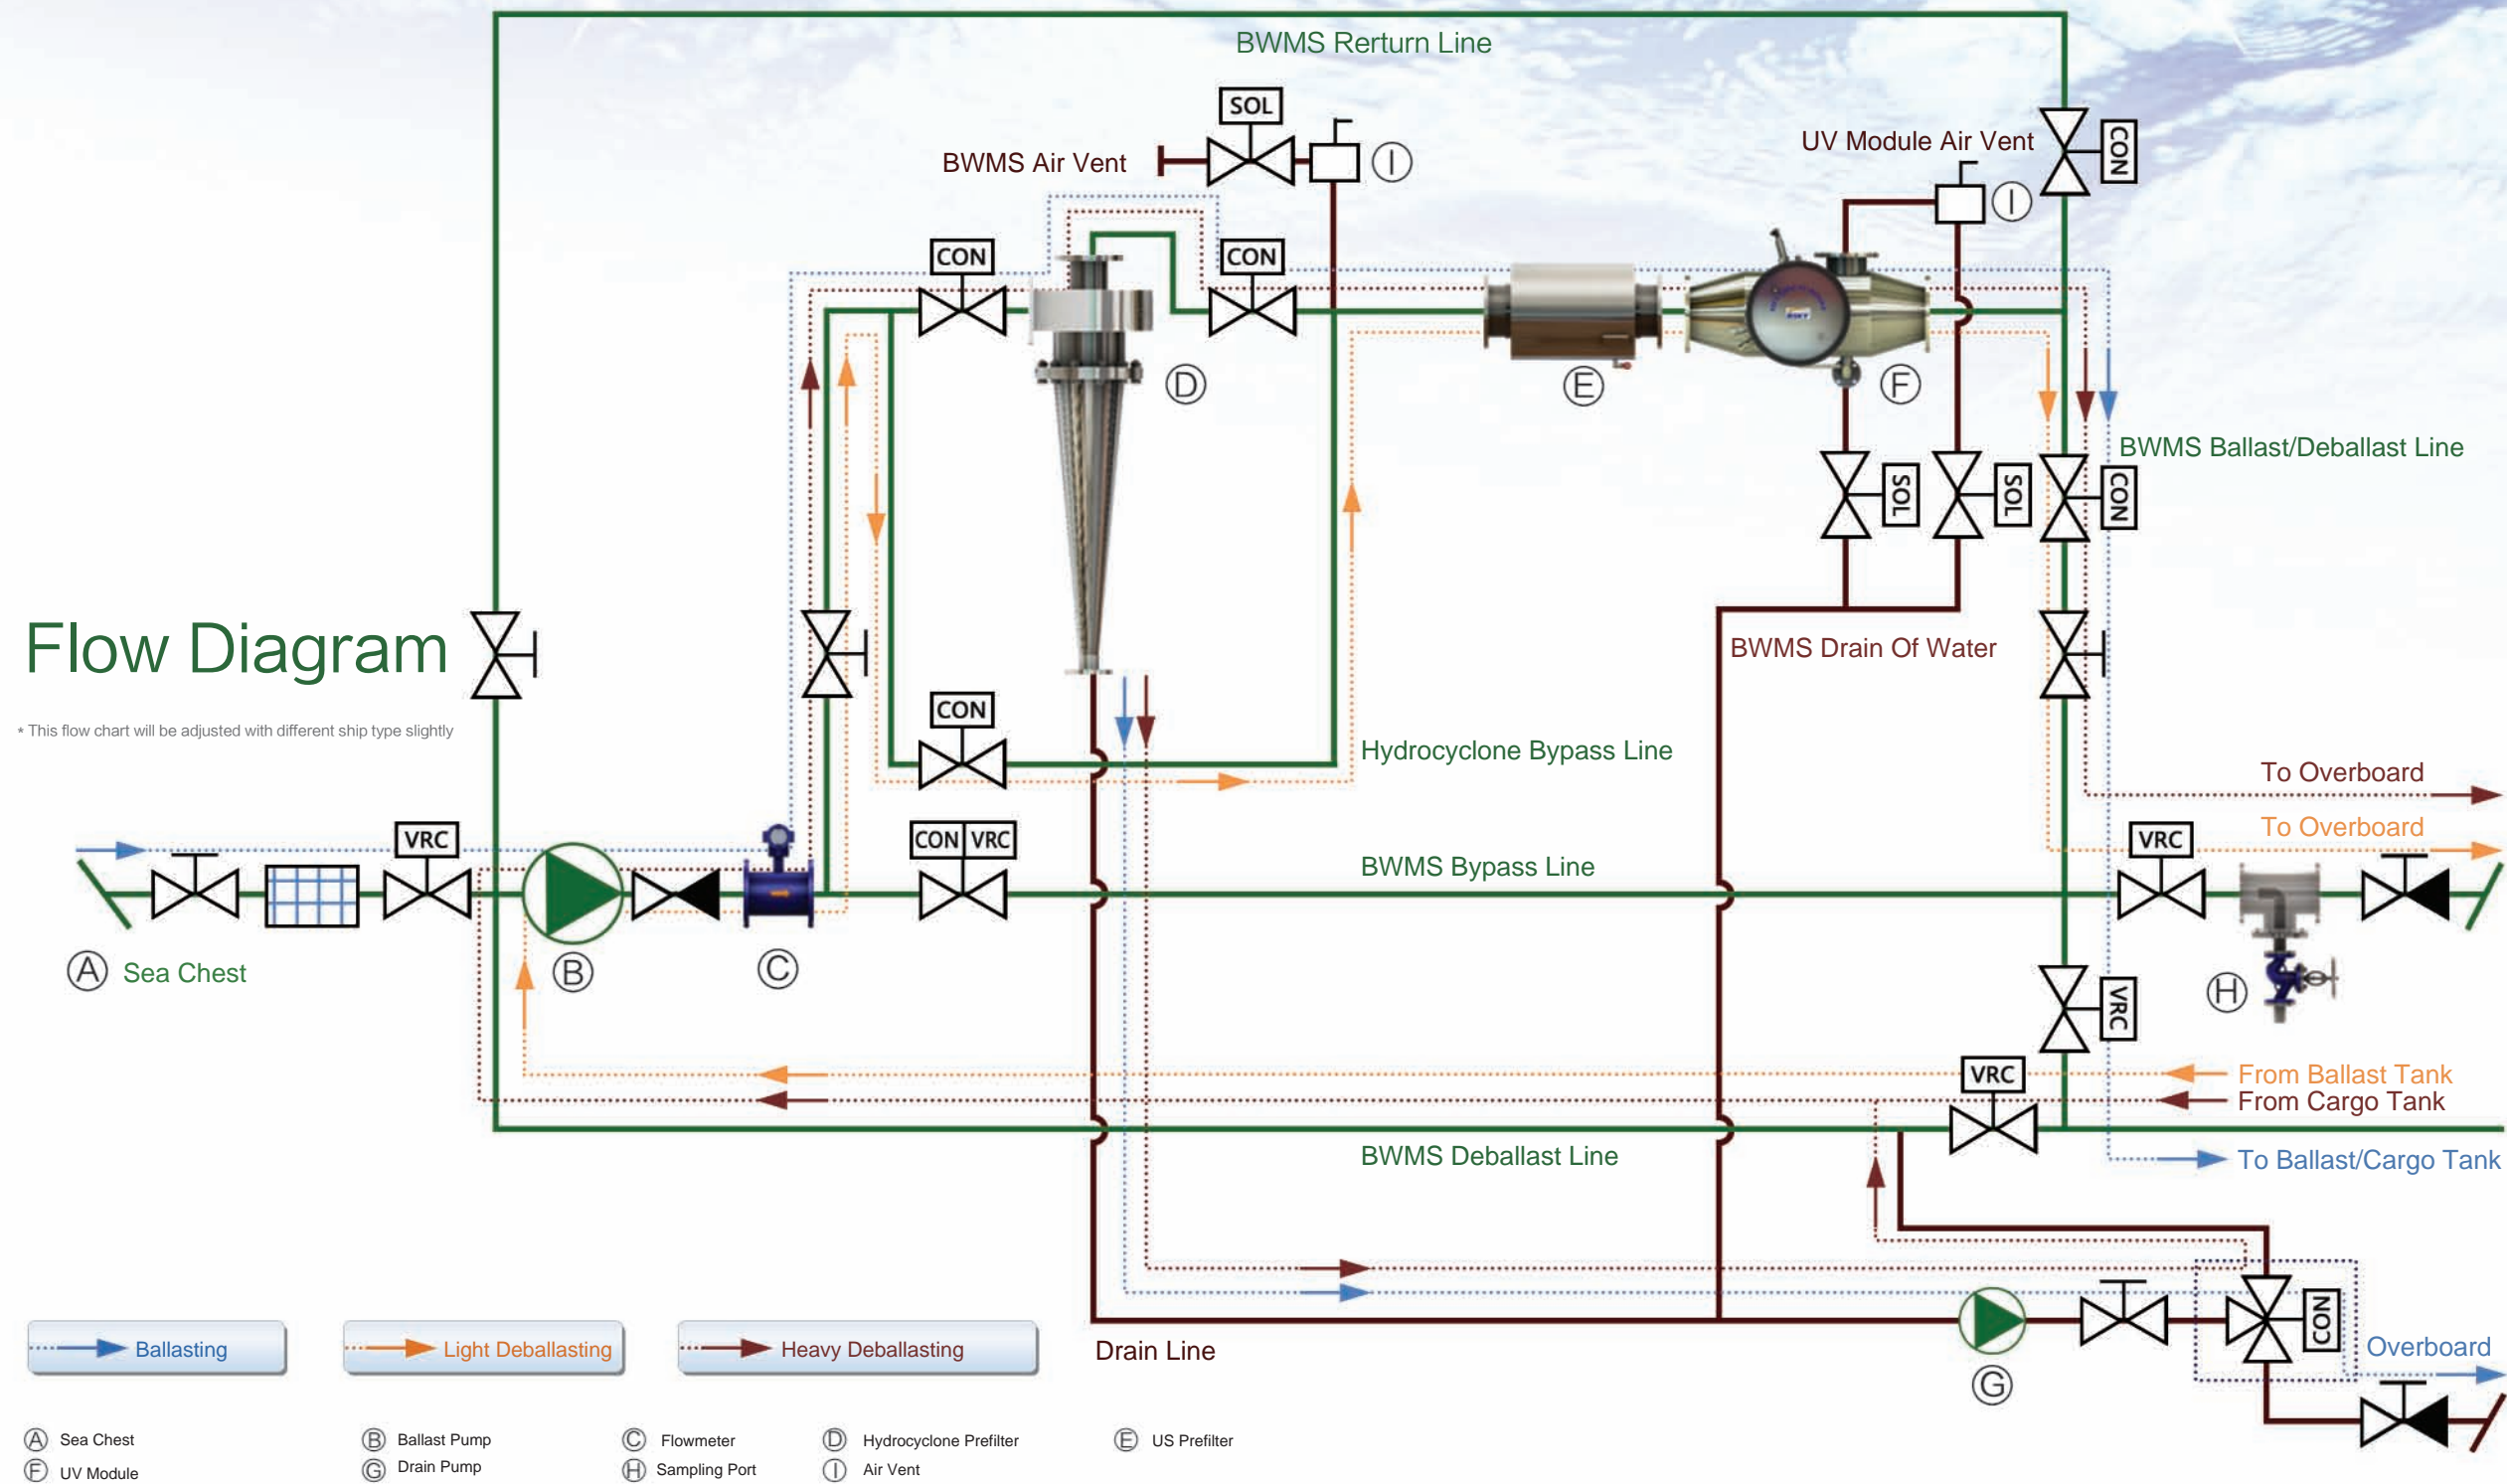 BWMS Rerturn Line
SOL
BWMS Air Vent
I
UV Module Air Vent
CON
I
CON
CON
D
E
F
BWMS Ballast/Deballast Line
SOL
SOL
CON
Flow Diagram
* This flow chart will be adjusted with different ship type slightly
BWMS Drain Of Water
CON
Hydrocyclone Bypass Line
To Overboard
To Overboard
VRC
CON VRC
VRC
BWMS Bypass Line
A Sea Chest
B
C
H
VRC
VRC
From Ballast Tank
From Cargo Tank
BWMS Deballast Line
To Ballast/Cargo Tank
CON
Ballasting
Light Deballasting
Heavy Deballasting
Drain Line
G
Overboard
A Sea Chest
B Ballast Pump
C Flowmeter
D Hydrocyclone Prefilter
E US Prefilter
F UV Module
G Drain Pump
H Sampling Port
I Air Vent